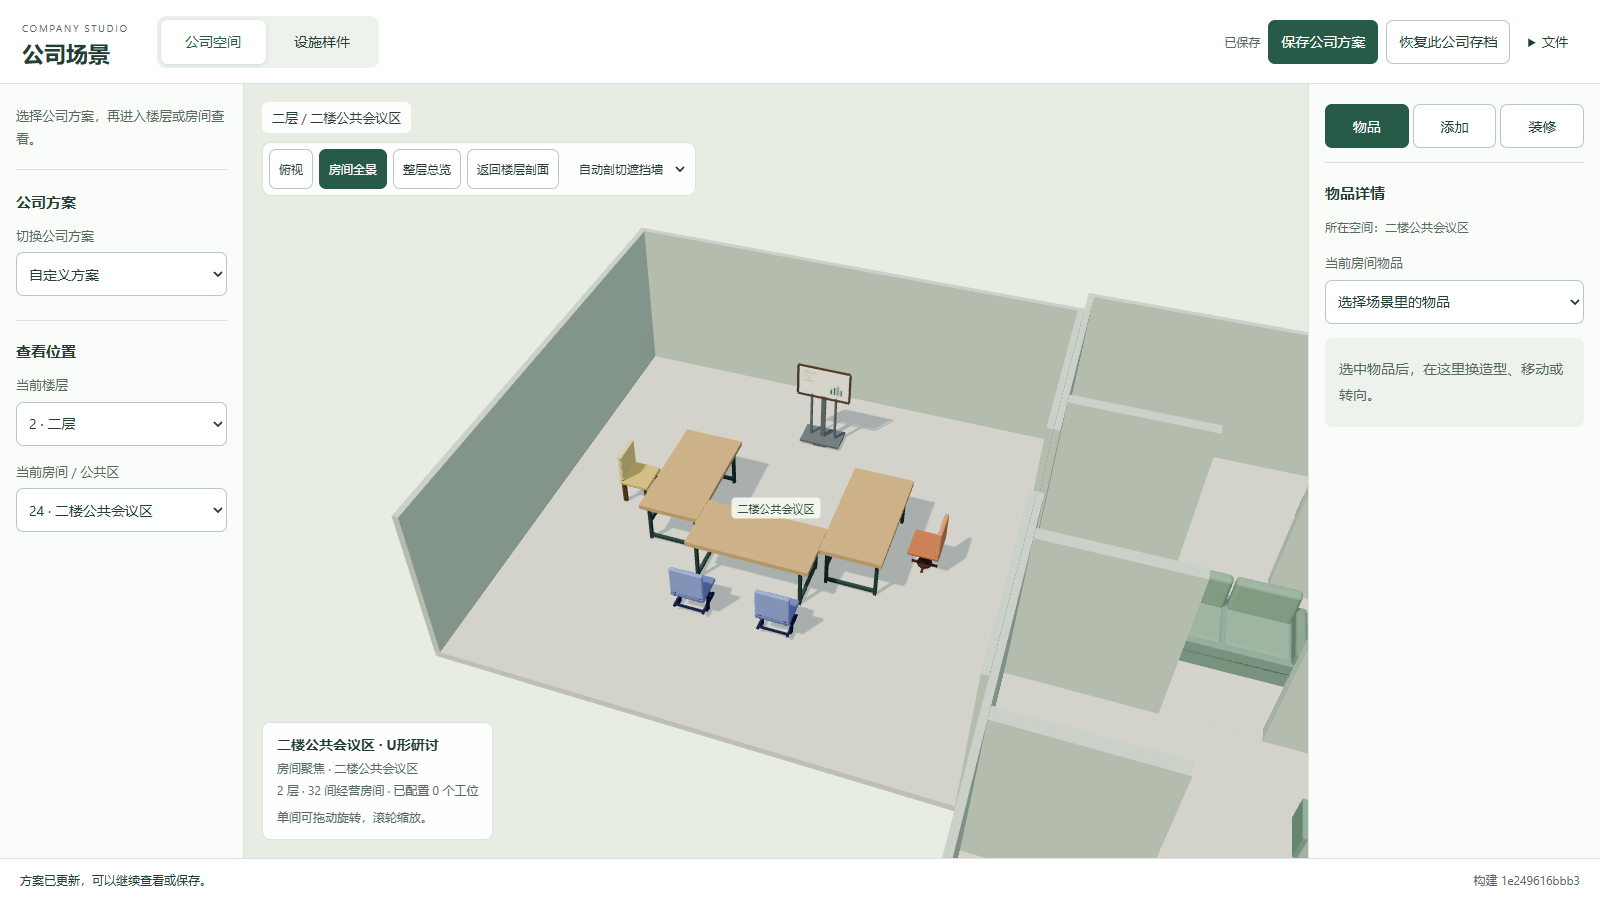 COMPANY STUDIO
公司场景
公司空间
设施样件
已保存
保存公司方案
恢复此公司存档
文件
选择公司方案，再进入楼层或房间查看。
公司方案
切换公司方案
自定义方案
查看位置
当前楼层
2 · 二层
当前房间 / 公共区
24 · 二楼公共会议区
二层 / 二楼公共会议区
俯视
房间全景
整层总览
返回楼层剖面
自动剖切遮挡墙
二楼公共会议区
二楼公共会议区 · U形研讨
房间聚焦 · 二楼公共会议区
2 层 · 32 间经营房间 · 已配置 0 个工位
单间可拖动旋转，滚轮缩放。
物品
添加
装修
物品详情
所在空间：二楼公共会议区
当前房间物品
选择场景里的物品
选中物品后，在这里换造型、移动或转向。
方案已更新，可以继续查看或保存。
构建 1e249616bbb3